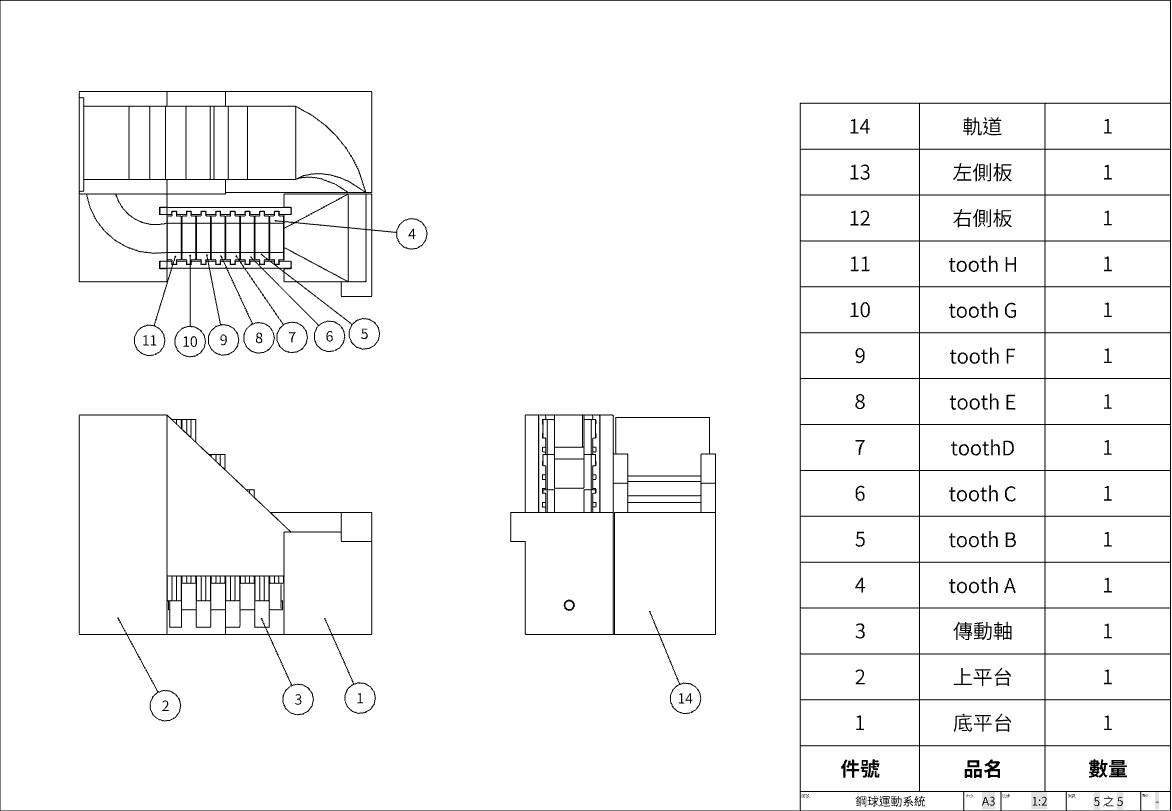 4
11 10 9 8 7 6 5
2 3 1 14
14 軌道 1
13 左側板 1
12 右側板 1
11 tooth H 1
10 tooth G 1
9 tooth F 1
8 tooth E 1
7 toothD 1
6 tooth C 1
5 tooth B 1
4 tooth A 1
3 傳動軸 1
2 上平台 1
1 底平台 1
件號 品名 數量
鋼球運動系統 A3 1:2 5 之 5